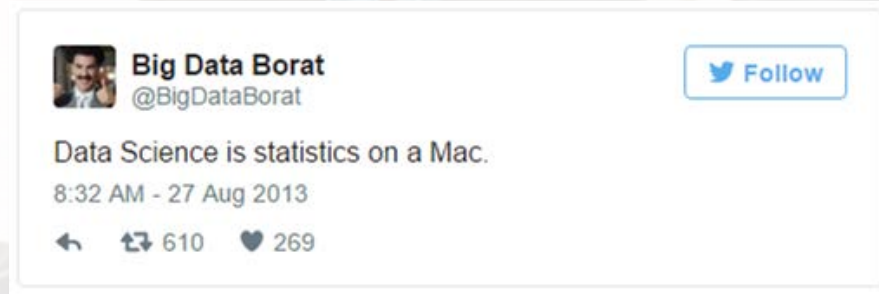 Big Data Borat
@BigDataBorat
Follow
Data Science is statistics on a Mac.
8:32 AM - 27 Aug 2013
610 269